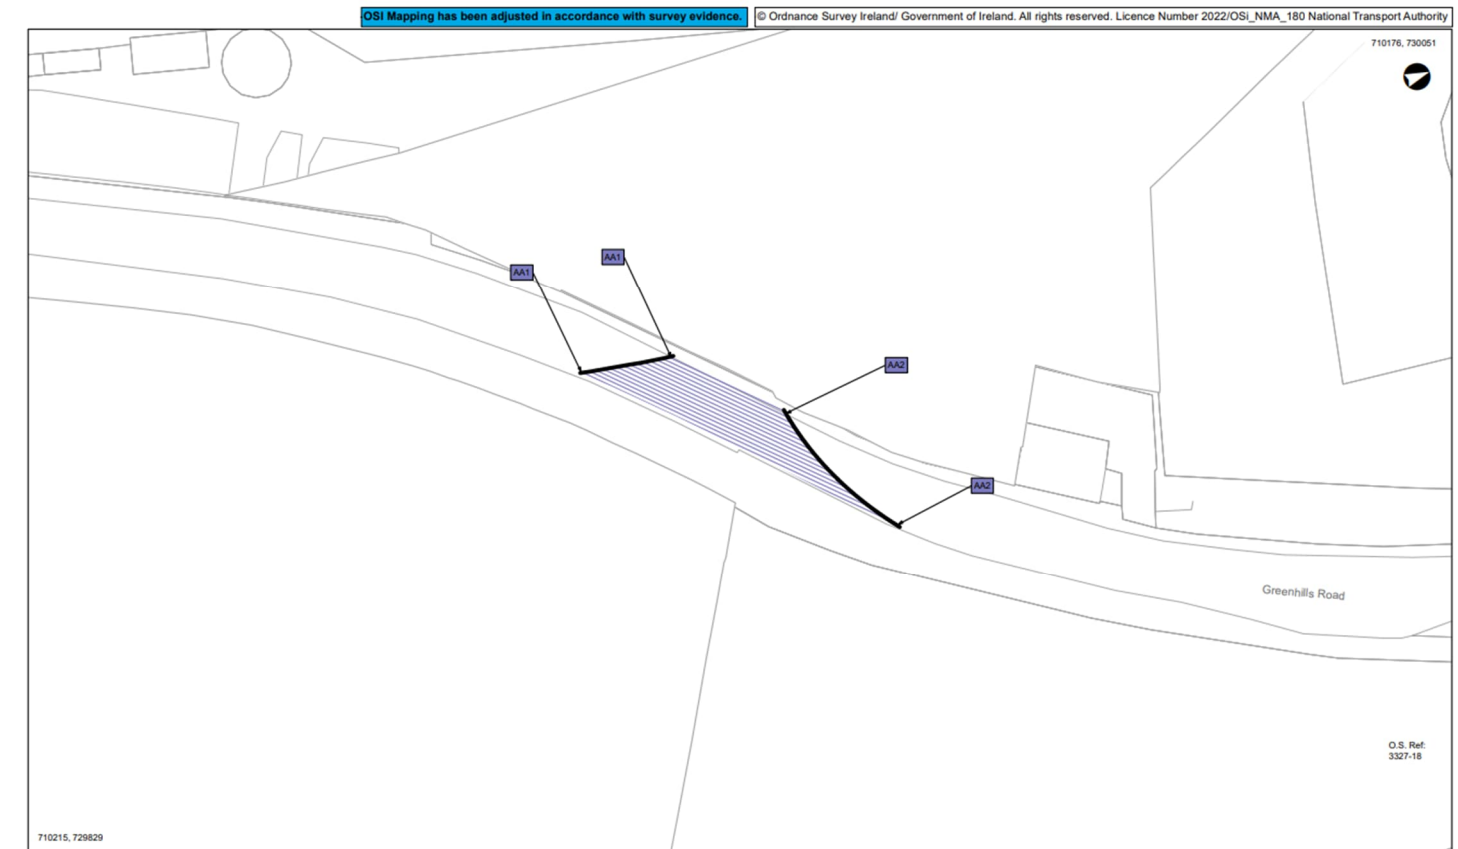 OSI Mapping has been adjusted in accordance with survey evidence.
© Ordnance Survey Ireland/ Government of Ireland. All rights reserved. Licence Number 2022/OSi_NMA_180 National Transport Authority
710176, 730051
AA1
AA1
AA2
AA2
Greenhills Road
O.S. Ref:
3327-18
710215, 729829